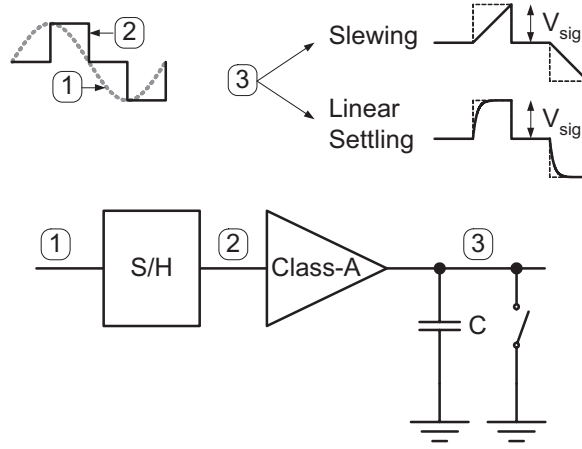 2
1
3
Slewing
V sig
Linear
Settling
V sig
1
S/H
2
Class-A
3
C